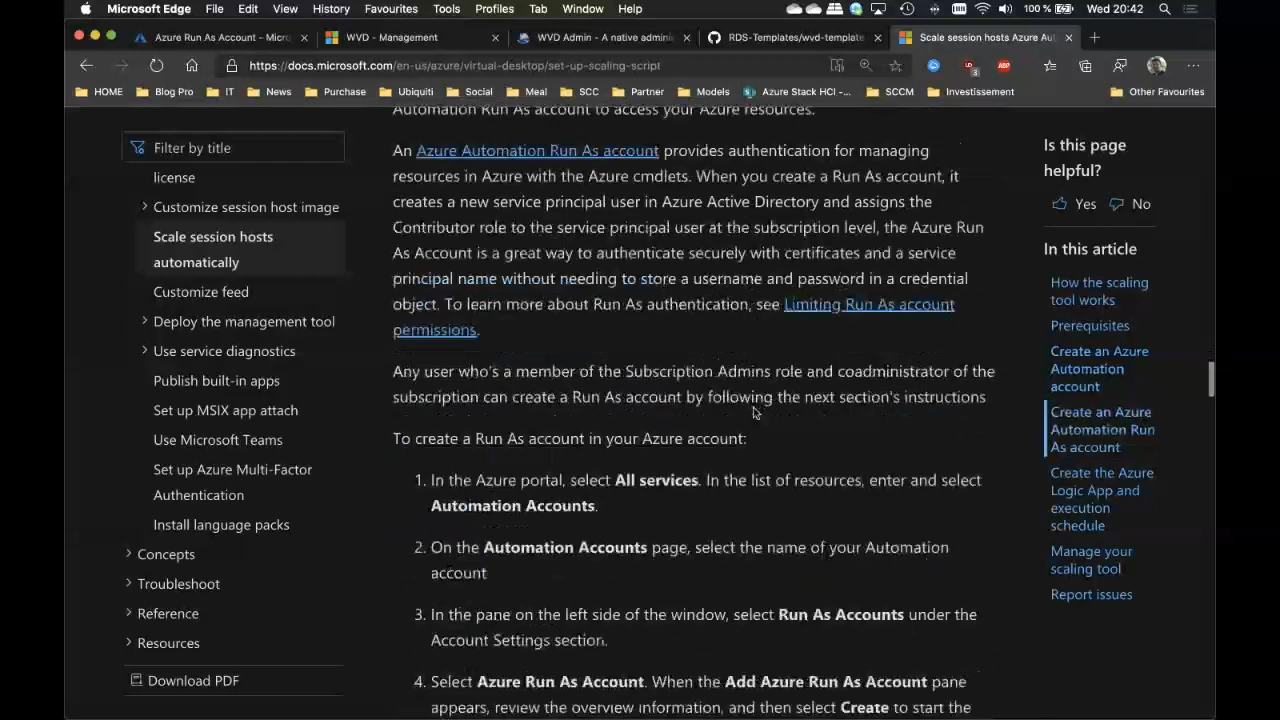 Microsoft Edge File Edit View History Favourites Tools Profiles Tab Window Help 100 % Wed 20:42
Azure Run As Account – Micro WVD - Management WVD Admin - A native admini RDS-Templates/wvd-template Scale session hosts Azure Aut
https://docs.microsoft.com/en-us/azure/virtual-desktop/set-up-scaling-script
HOME Blog Pro IT News Purchase Ubiquiti Social Meal SCC Partner Models Azure Stack HCI -... SCCM Investissement Other Favourites
Filter by title
license
Customize session host image
Scale session hosts
automatically
Customize feed
Deploy the management tool
Use service diagnostics
Publish built-in apps
Set up MSIX app attach
Use Microsoft Teams
Set up Azure Multi-Factor
Authentication
Install language packs
Concepts
Troubleshoot
Reference
Resources
Download PDF
Automation Run As account to access your Azure resources.
An Azure Automation Run As account provides authentication for managing
resources in Azure with the Azure cmdlets. When you create a Run As account, it
creates a new service principal user in Azure Active Directory and assigns the
Contributor role to the service principal user at the subscription level, the Azure Run
As Account is a great way to authenticate securely with certificates and a service
principal name without needing to store a username and password in a credential
object. To learn more about Run As authentication, see Limiting Run As account
permissions.
Any user who's a member of the Subscription Admins role and coadministrator of the
subscription can create a Run As account by following the next section's instructions
To create a Run As account in your Azure account:
1. In the Azure portal, select All services. In the list of resources, enter and select
Automation Accounts.
2. On the Automation Accounts page, select the name of your Automation
account
3. In the pane on the left side of the window, select Run As Accounts under the
Account Settings section.
4. Select Azure Run As Account. When the Add Azure Run As Account pane
appears, review the overview information, and then select Create to start the
Is this page
helpful?
Yes No
In this article
How the scaling
tool works
Prerequisites
Create an Azure
Automation
account
Create an Azure
Automation Run
As account
Create the Azure
Logic App and
execution
schedule
Manage your
scaling tool
Report issues